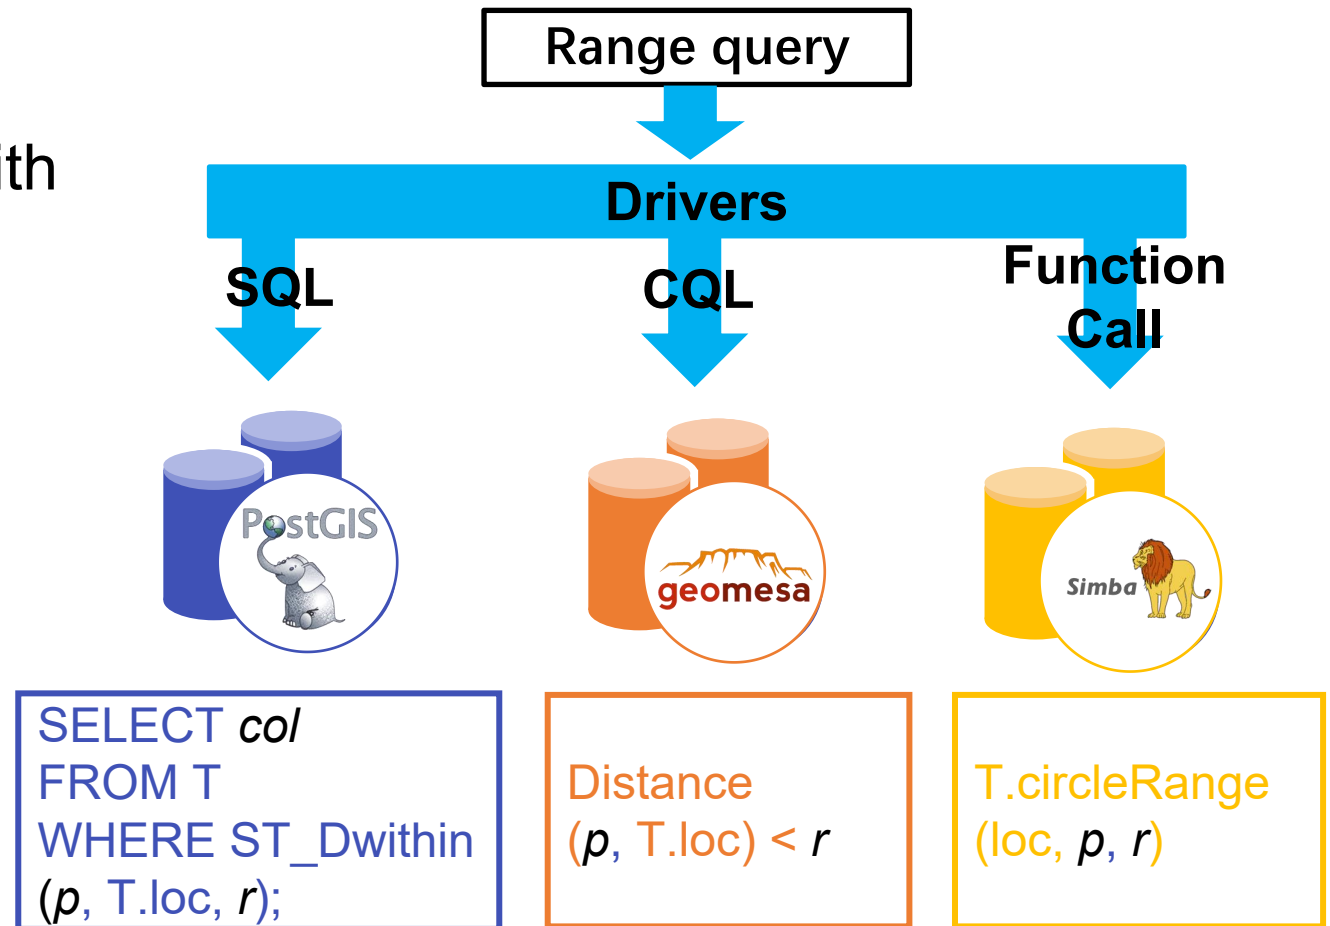 Range query
ith
Drivers
SQL
CQL
Function
Call
PostGIS
geomesa
Simba
SELECT col
FROM T
WHERE ST_Dwithin
(p, T.loc, r);
Distance
(p, T.loc) < r
T.circleRange
(loc, p, r)